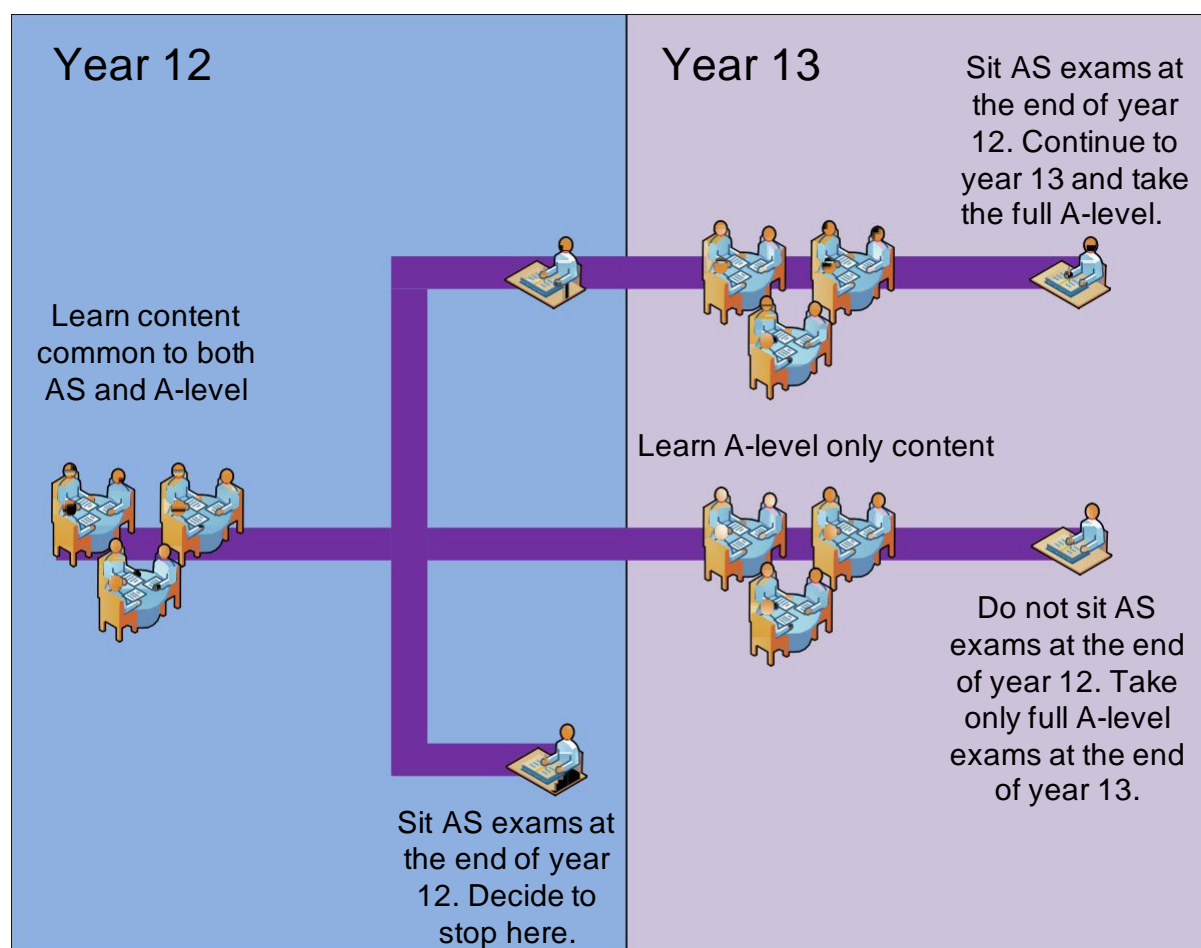 Year 12
Learn content
common to both
AS and A-level
Sit AS exams at
the end of year
12. Decide to
stop here.
Year 13
Sit AS exams at
the end of year
12. Continue to
year 13 and take
the full A-level.
Learn A-level only content
Do not sit AS
exams at the end
of year 12. Take
only full A-level
exams at the end
of year 13.